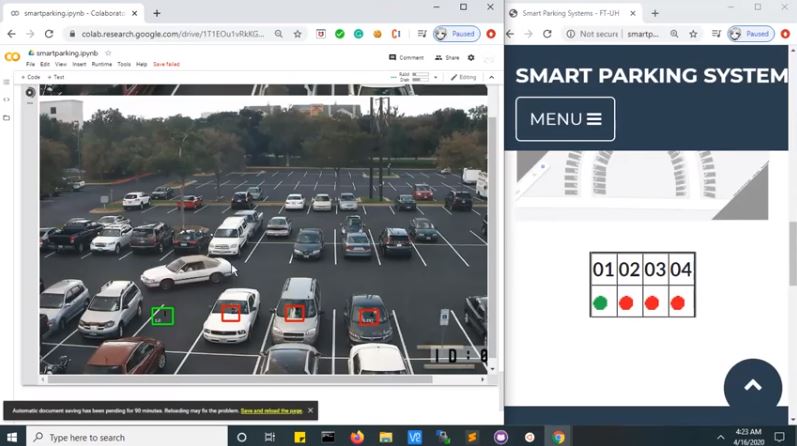 smartparking.ipynb - Colaborat
colab.research.google.com/drive/1T1EOu1vRkKG...
Paused
smartparking.ipynb
Comment
Share
File Edit View Insert Runtime Tools Help Save failed
+ Code + Text
RAM
Disk
Editing
ID:0
Automatic document saving has been pending for 90 minutes. Reloading may fix the problem. Save and reload the page.
Smart Parking Systems - FT-UH
Not secure | smartp...
Paused
SMART PARKING SYSTEM
MENU
01 02 03 04
Type here to search
4:23 AM
4/16/2020